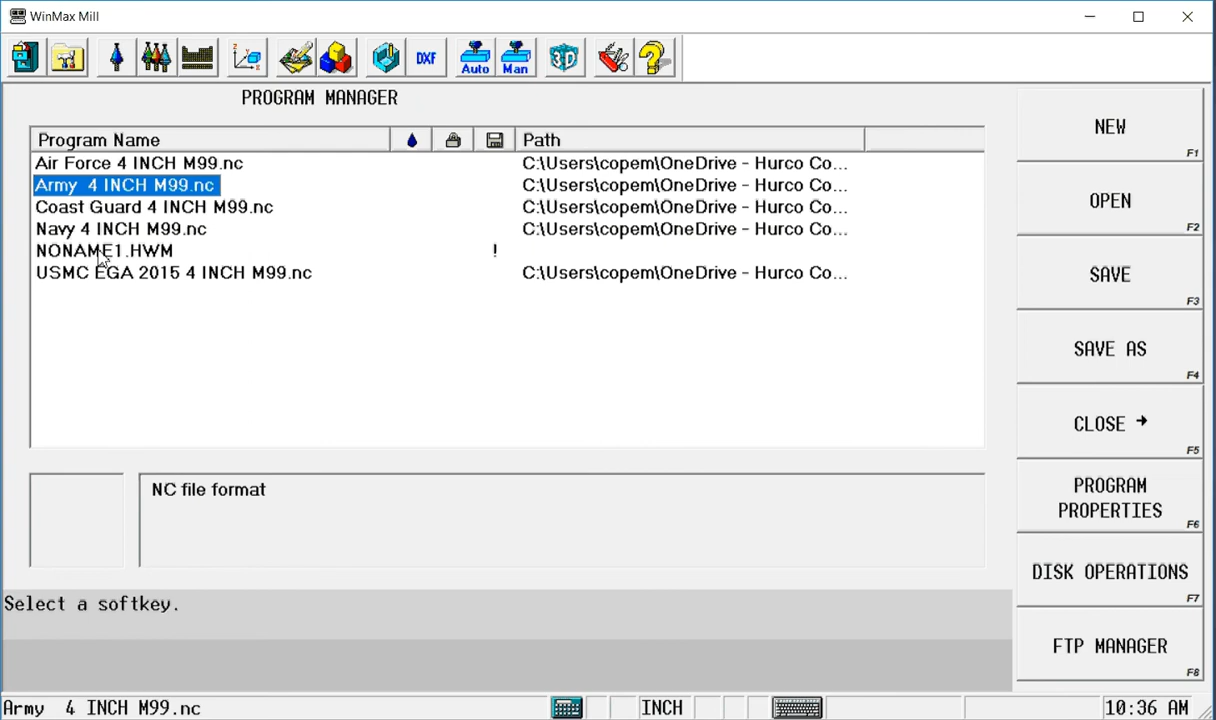 WinMax Mill
DXF
Auto
Man
3D
PROGRAM MANAGER
Program Name
Path
Air Force 4 INCH M99.nc
C:\Users\copem\OneDrive - Hurco Co...
Army  4 INCH M99.nc
C:\Users\copem\OneDrive - Hurco Co...
Coast Guard 4 INCH M99.nc
C:\Users\copem\OneDrive - Hurco Co...
Navy 4 INCH M99.nc
C:\Users\copem\OneDrive - Hurco Co...
NONAME1.HWM
!
USMC EGA 2015 4 INCH M99.nc
C:\Users\copem\OneDrive - Hurco Co...
NC file format
Select a softkey.
NEW
F1
OPEN
F2
SAVE
F3
SAVE AS
F4
CLOSE
F5
PROGRAM
PROPERTIES
F6
DISK OPERATIONS
F7
FTP MANAGER
F8
Army  4 INCH M99.nc
INCH
10:36 AM